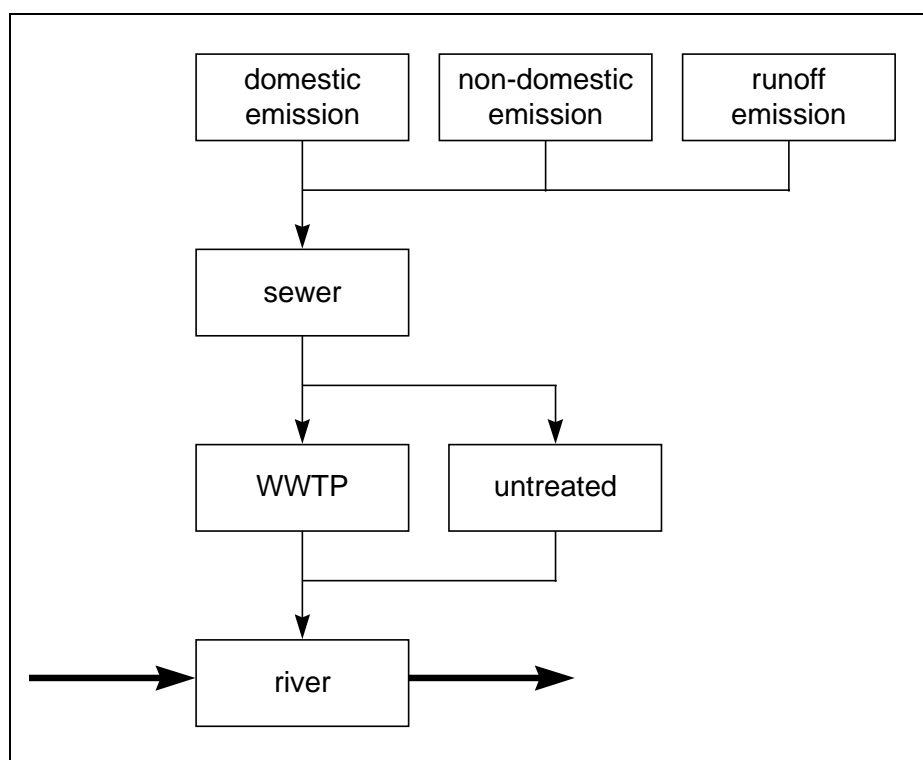 domestic
emission
non-domestic
emission
runoff
emission
sewer
WWTP
untreated
river